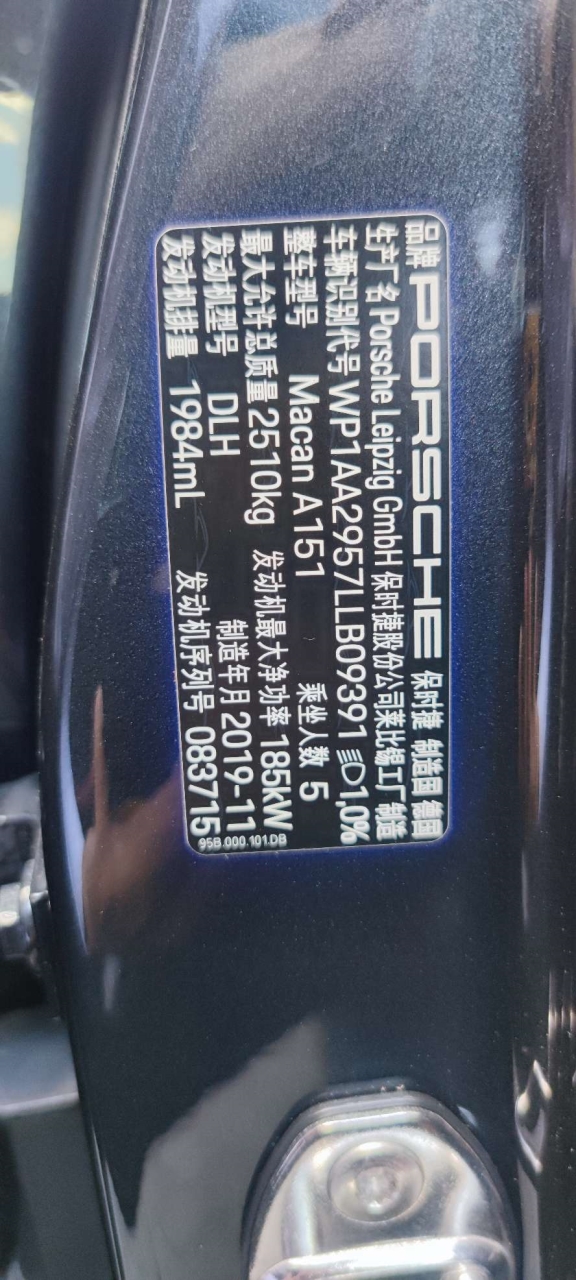 品牌 PORSCHE 保时捷 制造国 德国
生产厂名 Porsche Leipzig GmbH 保时捷股份公司莱比锡工厂 制造
车辆识别代号 WP1AA2957LLB09391 1,0%
整车型号 Macan A151 乘坐人数 5
最大允许总质量 2510kg 发动机最大净功率 185kW
发动机型号 DLH 制造年月 2019-11
发动机排量 1984mL 发动机序列号 083715
95B.000.101.DB